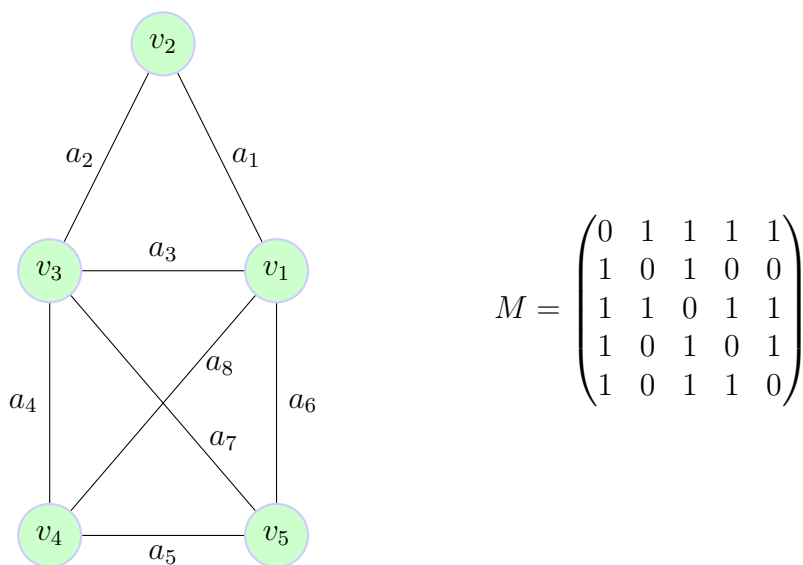 v₂
a₂ a₁
v₃ a₃ v₁
a₈
a₄ a₆
a₇
v₄ a₅ v₅
M =
0 1 1 1 1
1 0 1 0 0
1 1 0 1 1
1 0 1 0 1
1 0 1 1 0